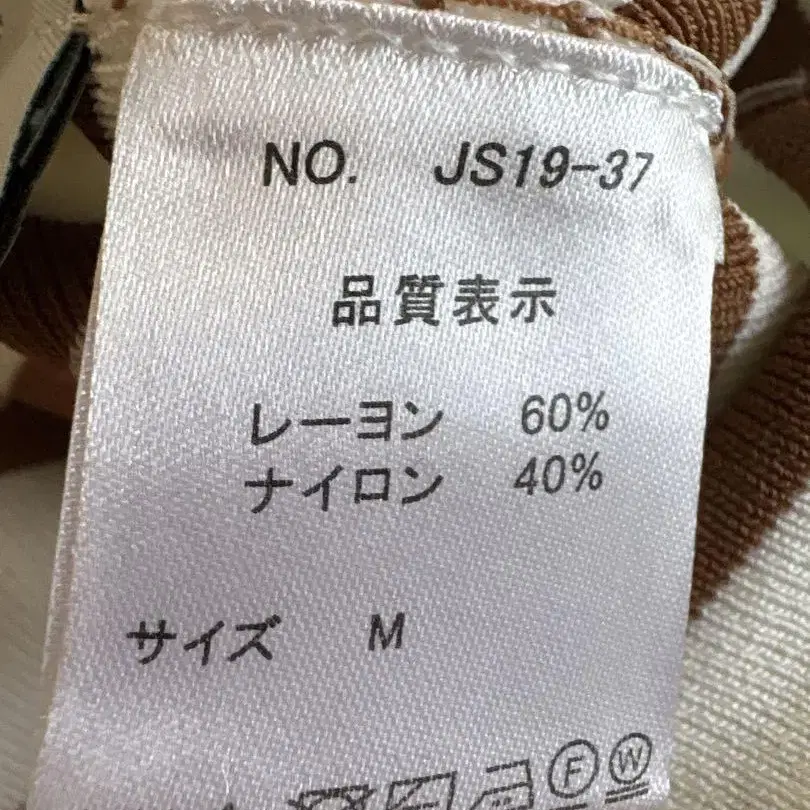 NO. JS19-37
品質表示
レーヨン 60%
ナイロン 40%
サイズ M
F W